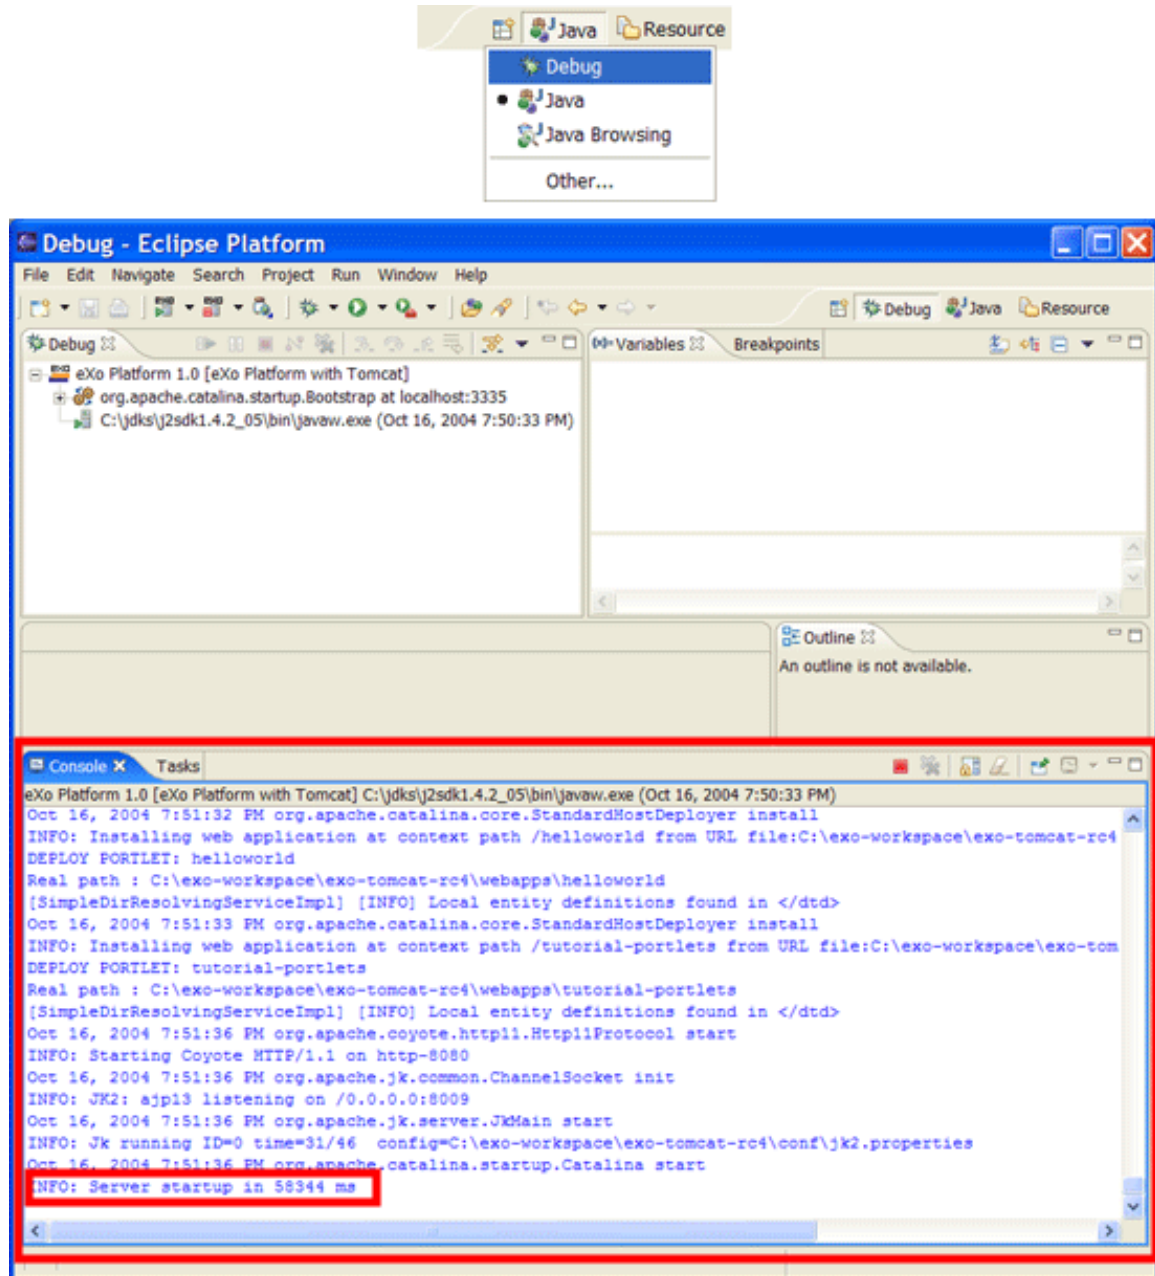 Java Resource
Debug
Java
Java Browsing
Other...
Debug - Eclipse Platform
File Edit Navigate Search Project Run Window Help
Debug Java Resource
Debug
eXo Platform 1.0 [eXo Platform with Tomcat]
org.apache.catalina.startup.Bootstrap at localhost:3335
C:\jdks\j2sdk1.4.2_05\bin\javaw.exe (Oct 16, 2004 7:50:33 PM)
Variables Breakpoints
Outline
An outline is not available.
Console Tasks
eXo Platform 1.0 [eXo Platform with Tomcat] C:\jdks\j2sdk1.4.2_05\bin\javaw.exe (Oct 16, 2004 7:50:33 PM)
Oct 16, 2004 7:51:32 PM org.apache.catalina.core.StandardHostDeployer install
INFO: Installing web application at context path /helloworld from URL file:C:\exo-workspace\exo-tomcat-rc4
DEPLOY PORTLET: helloworld
Real path : C:\exo-workspace\exo-tomcat-rc4\webapps\helloworld
[SimpleDirResolvingServiceImpl] [INFO] Local entity definitions found in </dtd>
Oct 16, 2004 7:51:33 PM org.apache.catalina.core.StandardHostDeployer install
INFO: Installing web application at context path /tutorial-portlets from URL file:C:\exo-workspace\exo-tom
DEPLOY PORTLET: tutorial-portlets
Real path : C:\exo-workspace\exo-tomcat-rc4\webapps\tutorial-portlets
[SimpleDirResolvingServiceImpl] [INFO] Local entity definitions found in </dtd>
Oct 16, 2004 7:51:36 PM org.apache.coyote.http11.Http11Protocol start
INFO: Starting Coyote HTTP/1.1 on http-8080
Oct 16, 2004 7:51:36 PM org.apache.jk.common.ChannelSocket init
INFO: JK2: ajp13 listening on /0.0.0.0:8009
Oct 16, 2004 7:51:36 PM org.apache.jk.server.JkMain start
INFO: Jk running ID=0 time=31/46  config=C:\exo-workspace\exo-tomcat-rc4\conf\jk2.properties
Oct 16, 2004 7:51:36 PM org.apache.catalina.startup.Catalina start
INFO: Server startup in 58344 ms